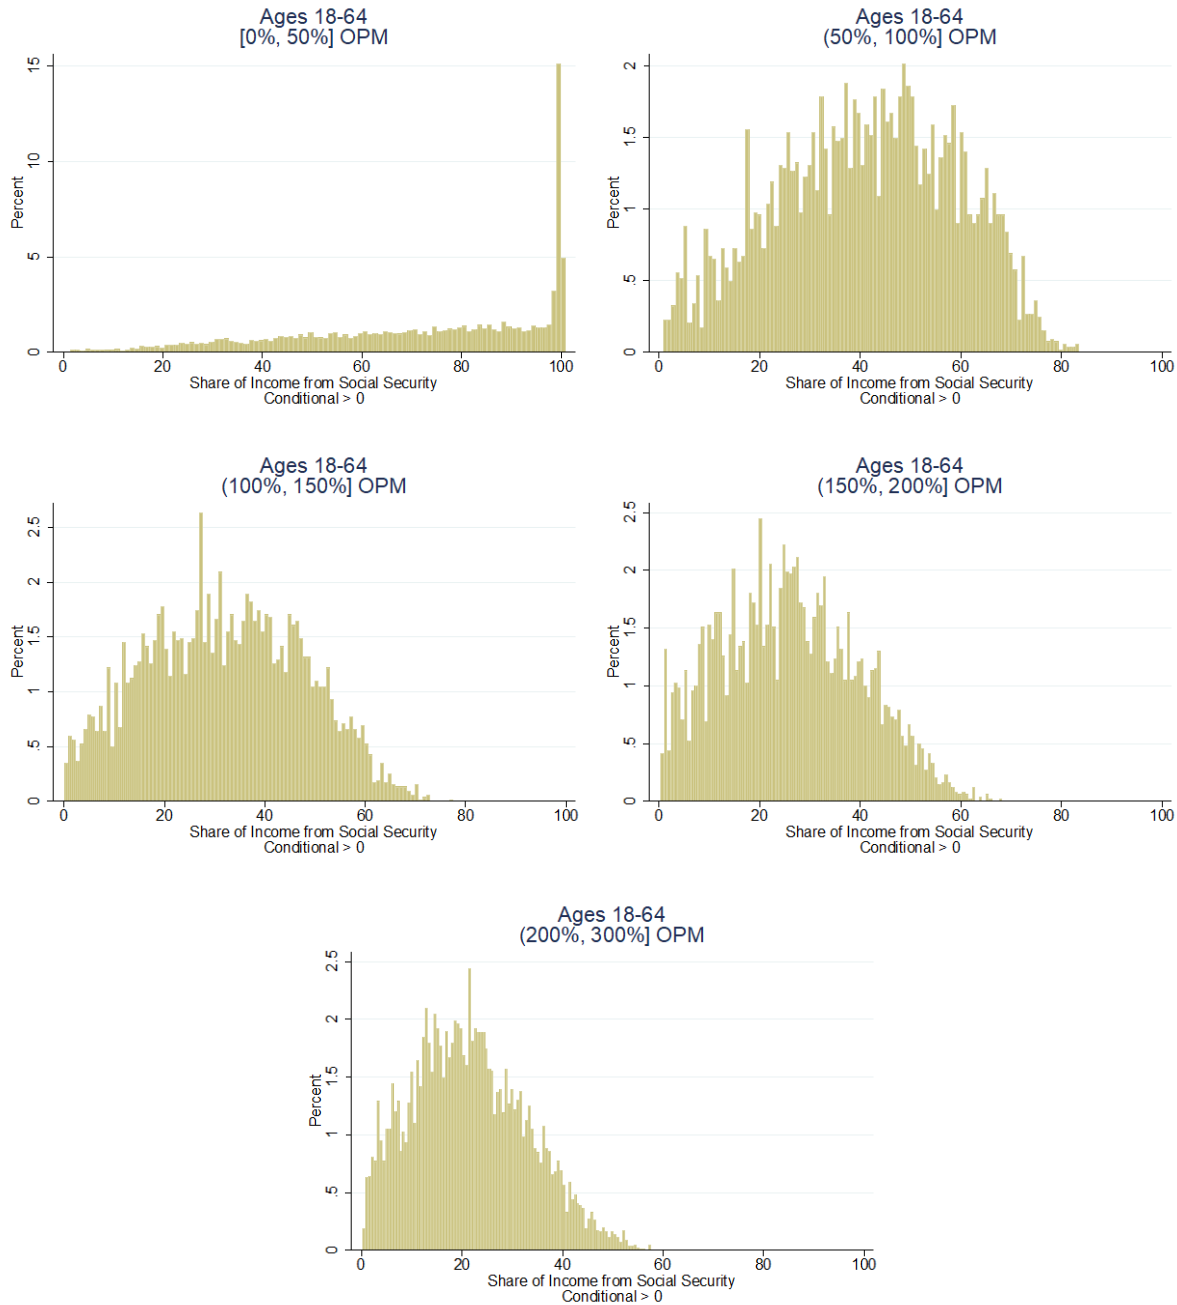 Ages 18-64
[0%, 50%] OPM
Percent
15
10
5
0
0 20 40 60 80 100
Share of Income from Social Security
Conditional > 0
Ages 18-64
(50%, 100%] OPM
Percent
2
1.5
1
.5
0
0 20 40 60 80 100
Share of Income from Social Security
Conditional > 0
Ages 18-64
(100%, 150%] OPM
Percent
2.5
2
1.5
1
.5
0
0 20 40 60 80 100
Share of Income from Social Security
Conditional > 0
Ages 18-64
(150%, 200%] OPM
Percent
2.5
2
1.5
1
.5
0
0 20 40 60 80 100
Share of Income from Social Security
Conditional > 0
Ages 18-64
(200%, 300%] OPM
Percent
2.5
2
1.5
1
.5
0
0 20 40 60 80 100
Share of Income from Social Security
Conditional > 0